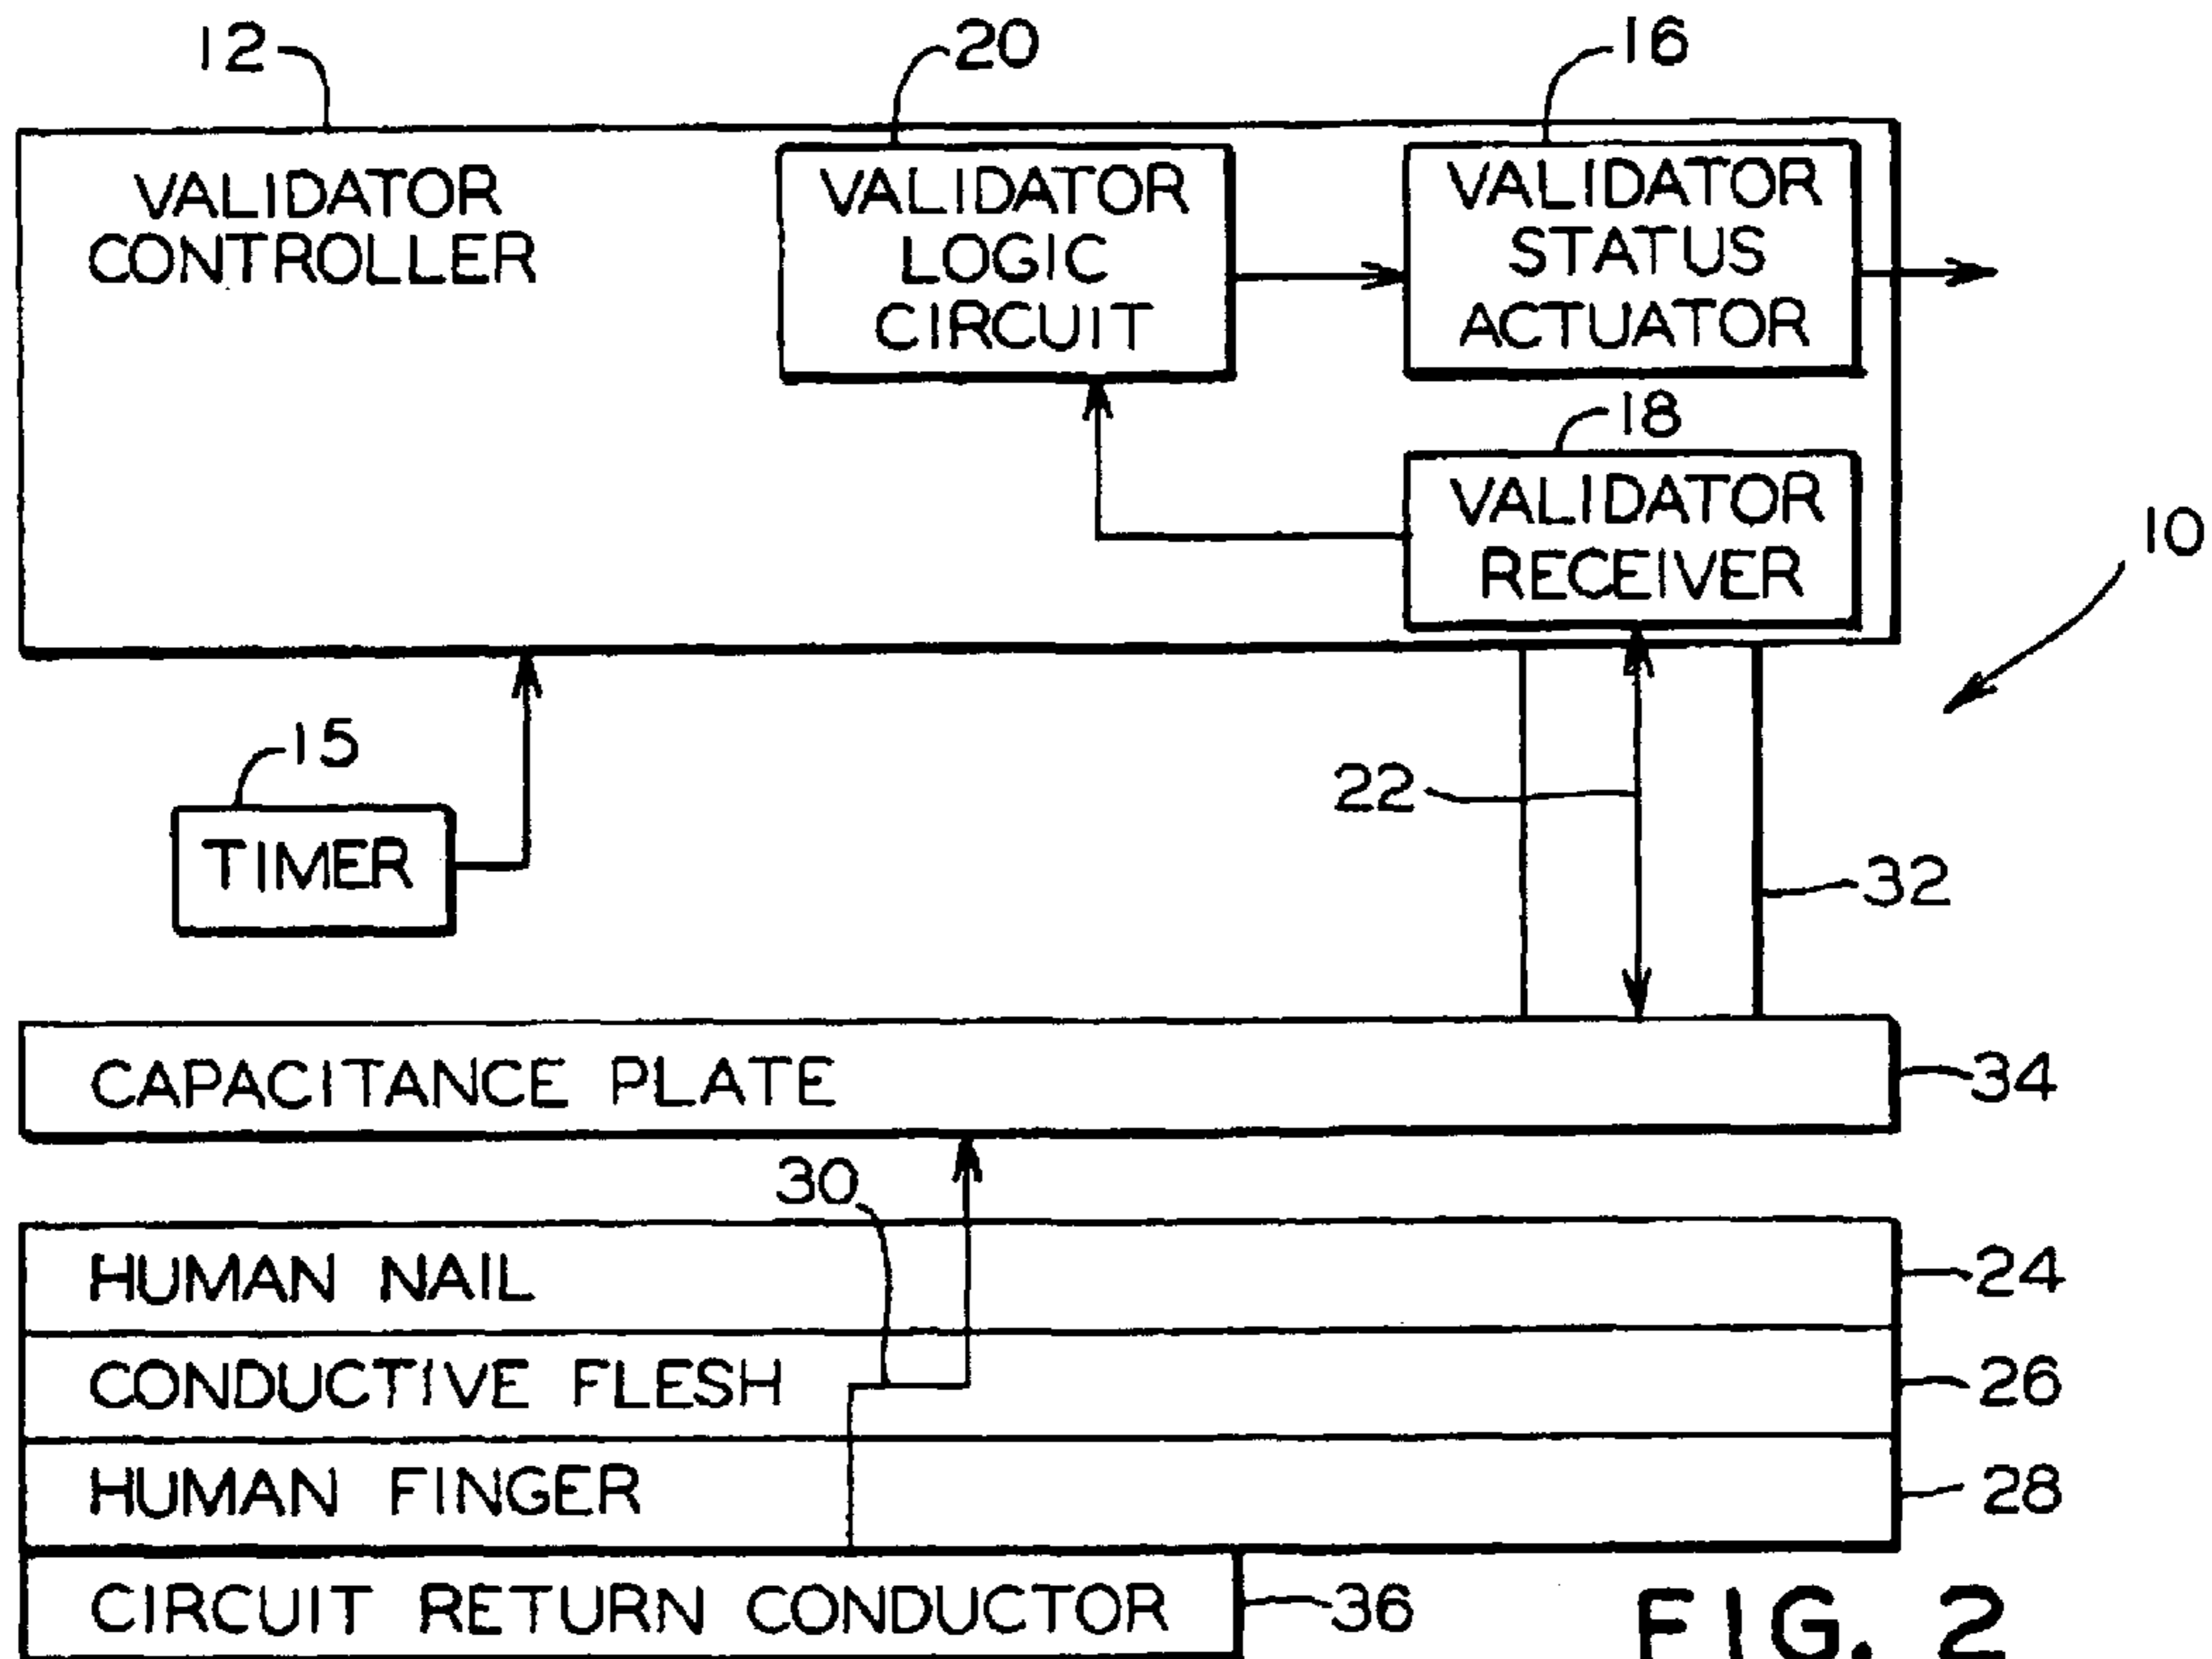 12
20
16
VALIDATOR
CONTROLLER
VALIDATOR
LOGIC
CIRCUIT
VALIDATOR
STATUS
ACTUATOR
18
VALIDATOR
RECEIVER
10
15
TIMER
22
32
CAPACITANCE PLATE
34
30
HUMAN NAIL
24
CONDUCTIVE FLESH
26
HUMAN FINGER
28
CIRCUIT RETURN CONDUCTOR
36
FIG. 2